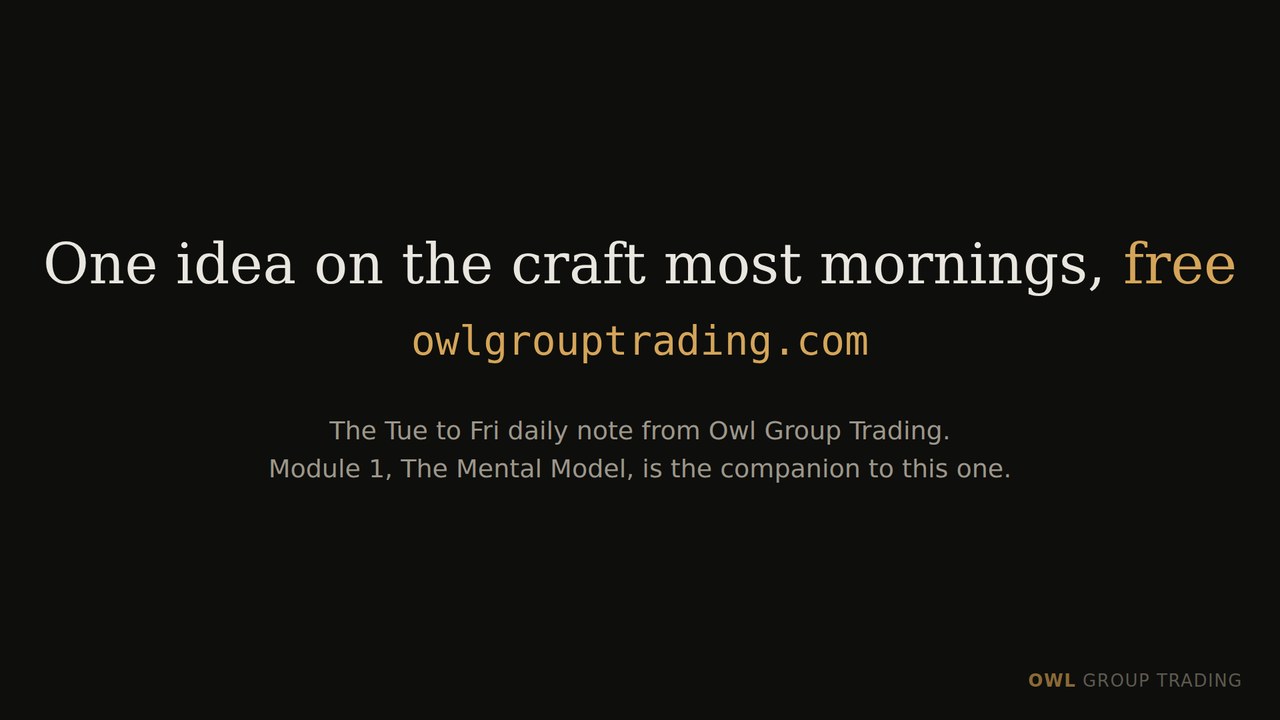 One idea on the craft most mornings, free
owlgrouptrading.com
The Tue to Fri daily note from Owl Group Trading.
Module 1, The Mental Model, is the companion to this one.
OWL GROUP TRADING